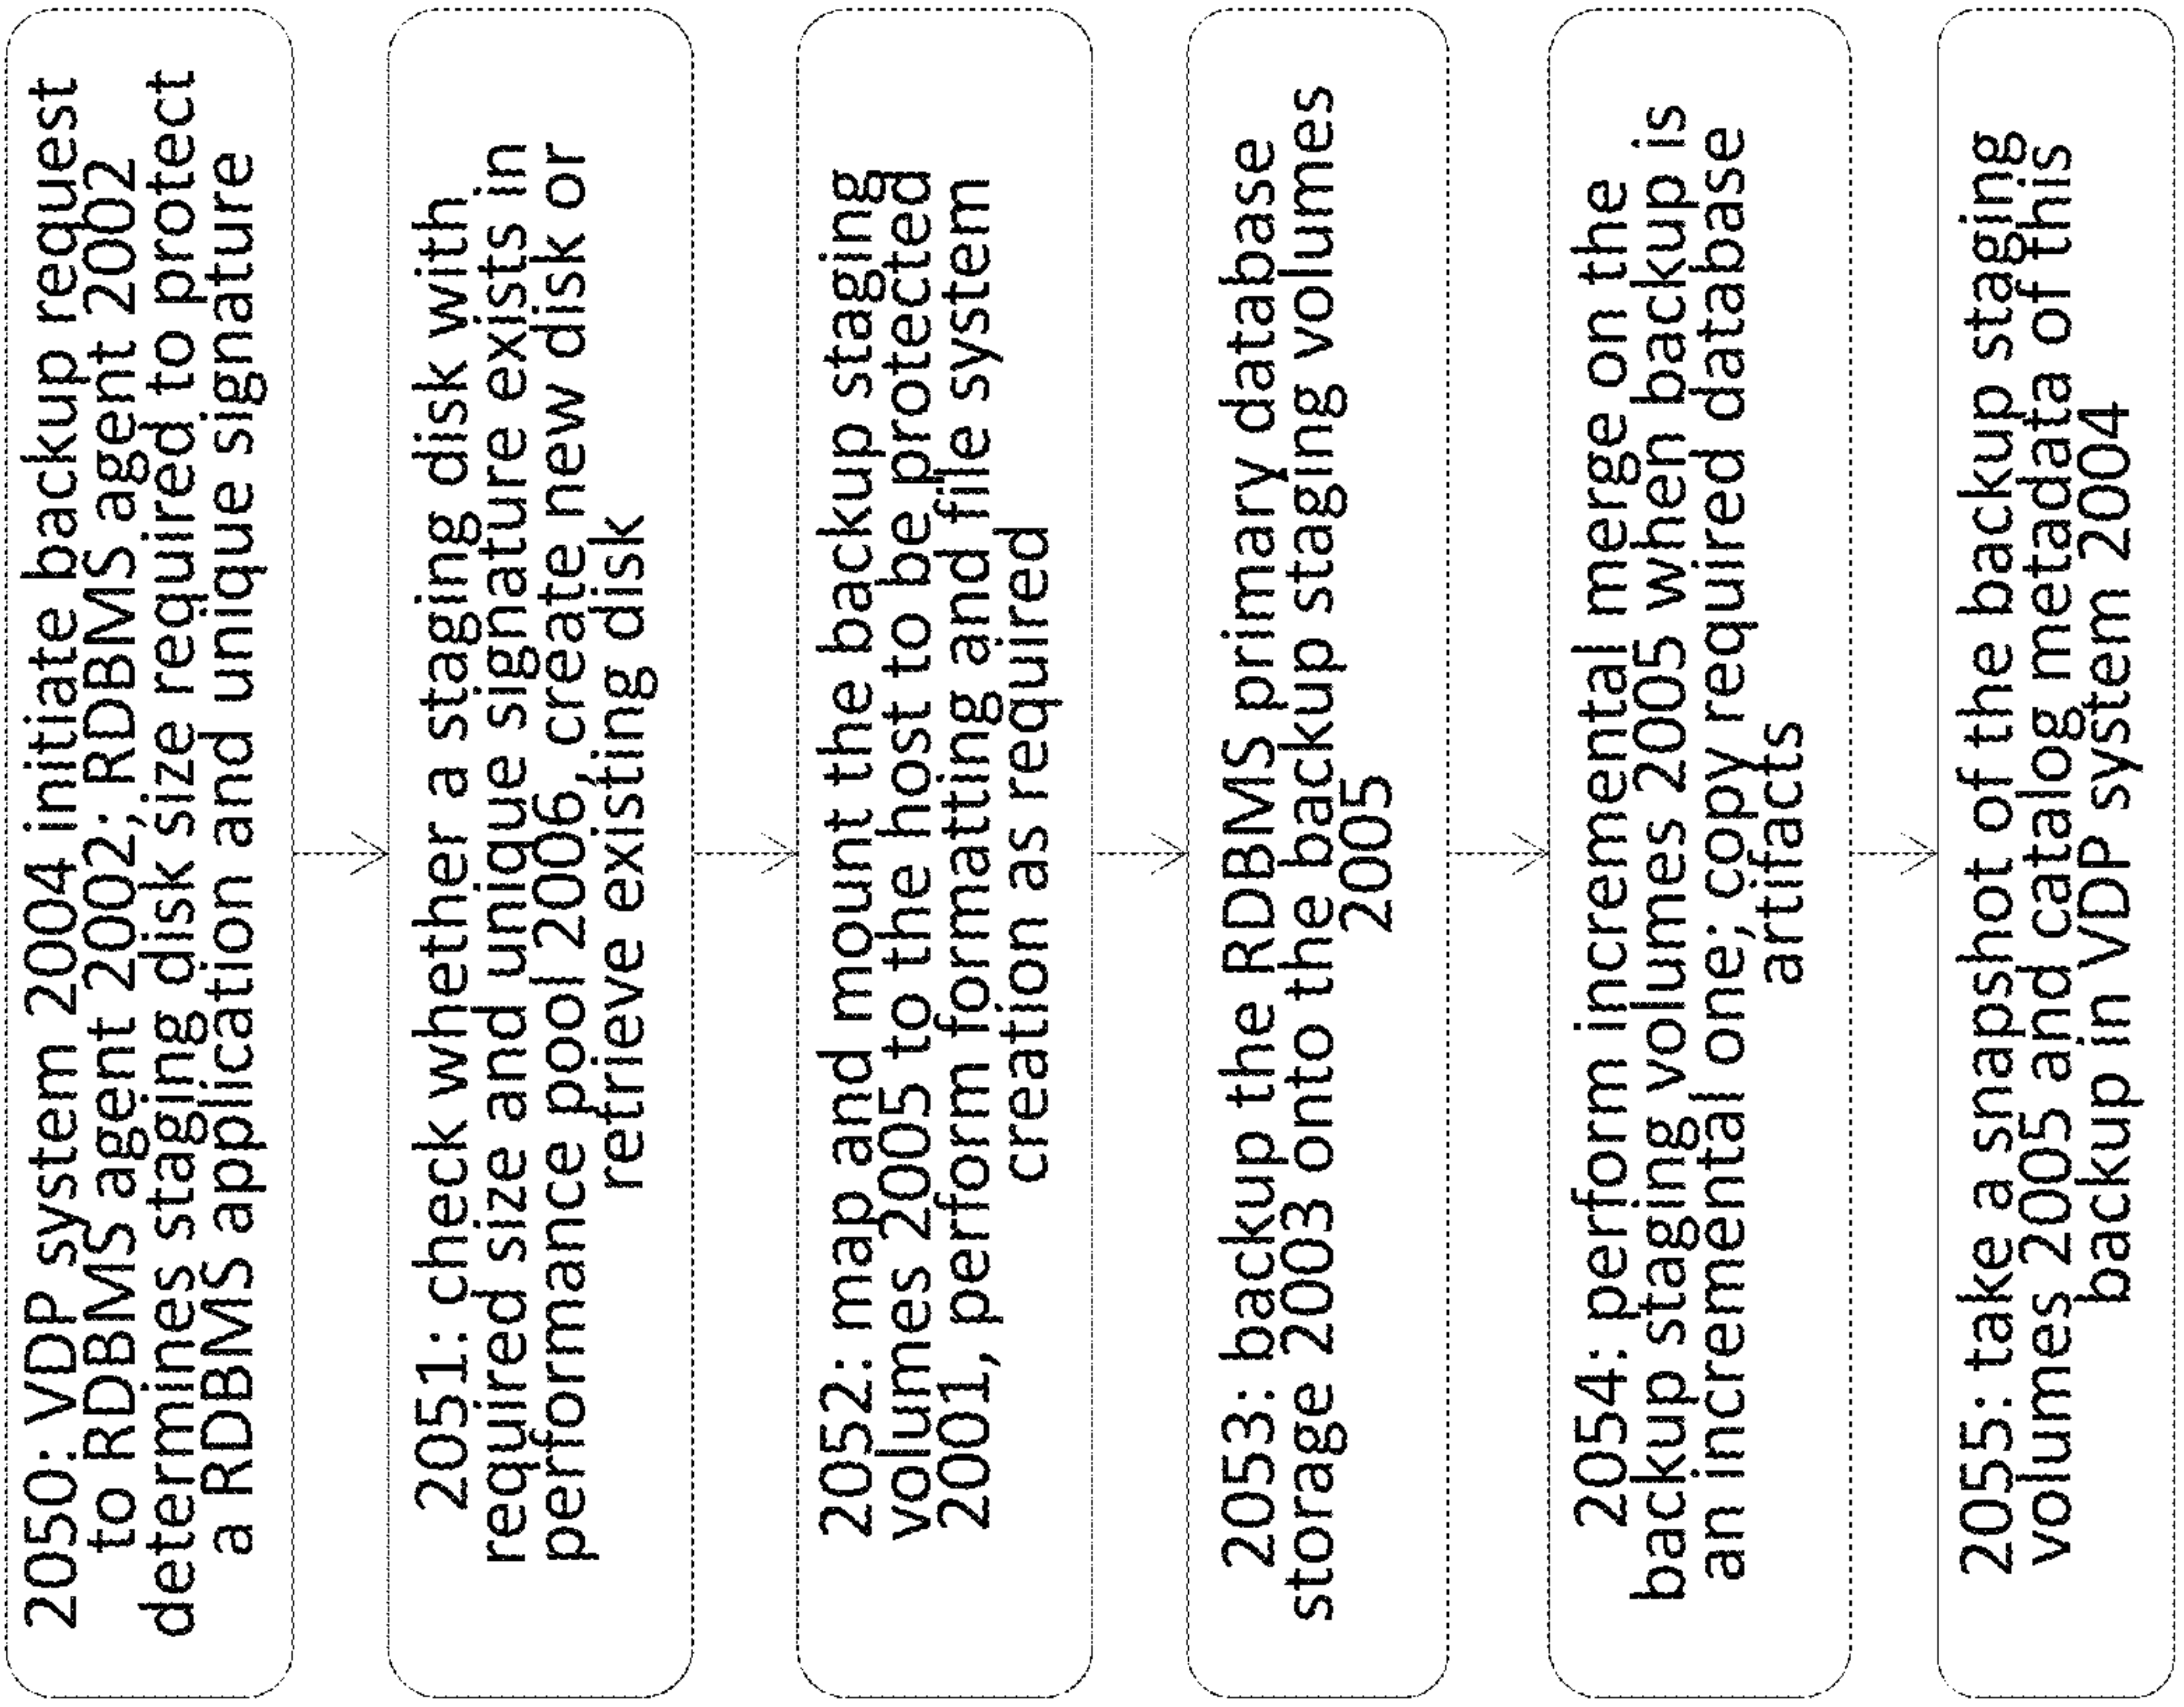 2050: VDP system 2004 initiate backup request
to RDBMS agent 2002; RDBMS agent 2002
determines staging disk size required to protect
a RDBMS application and unique signature
2051: check whether a staging disk with
required size and unique signature exists in
performance pool 2006, create new disk or
retrieve existing disk
2052: map and mount the backup staging
volumes 2005 to the host to be protected
2001, perform formatting and file system
creation as required
2053: backup the RDBMS primary database
storage 2003 onto the backup staging volumes
2005
2054: perform incremental merge on the
backup staging volumes 2005 when backup is
an incremental one; copy required database
artifacts
2055: take a snapshot of the backup staging
volumes 2005 and catalog metadata of this
backup in VDP system 2004